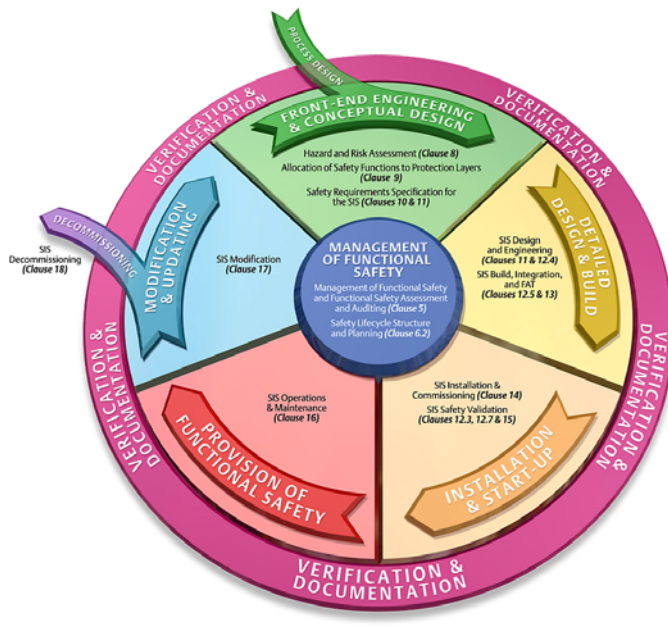 PROCESS DESIGN
FRONT-END ENGINEERING
& CONCEPTUAL DESIGN
Hazard and Risk Assessment (Clause 8)
Allocation of Safety Functions to Protection Layers
(Clause 9)
Safety Requirements Specification for
the SIS (Clauses 10 & 11)
VERIFICATION &
DOCUMENTATION
DETAILED
DESIGN & BUILD
SIS Design
and Engineering
(Clauses 11 & 12.4)
SIS Build, Integration,
and FAT
(Clauses 12.5 & 13)
VERIFICATION &
DOCUMENTATION
INSTALLATION
& START-UP
SIS Installation &
Commissioning (Clause 14)
SIS Safety Validation
(Clauses 12.3, 12.7 & 15)
VERIFICATION &
DOCUMENTATION
PROVISION OF
FUNCTIONAL SAFETY
SIS Operations
& Maintenance
(Clause 16)
VERIFICATION &
DOCUMENTATION
MODIFICATION
& UPDATING
SIS Modification
(Clause 17)
DECOMMISSIONING
SIS
Decommissioning
(Clause 18)
VERIFICATION &
DOCUMENTATION
MANAGEMENT
OF FUNCTIONAL
SAFETY
Management of Functional Safety
and Functional Safety Assessment
and Auditing (Clause 5)
Safety Lifecycle Structure
and Planning (Clause 6.2)